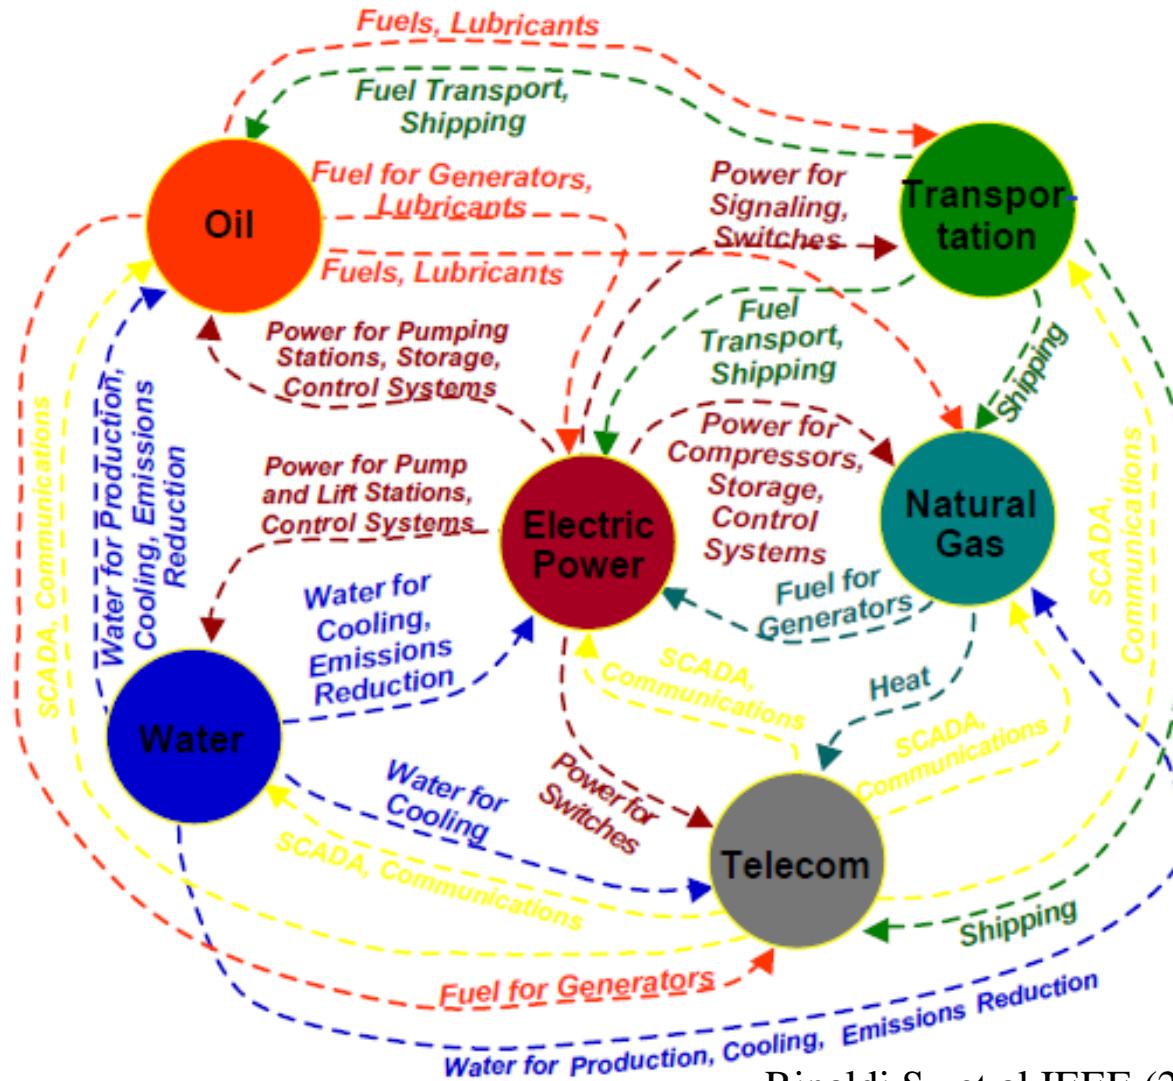 Fuels, Lubricants
Fuel Transport,
Shipping
Oil
Fuel for Generators,
Lubricants
Fuels, Lubricants
Power for
Signaling,
Switches
Transpor-
tation
Fuel
Transport,
Shipping
Shipping
Power for Pumping
Stations, Storage,
Control Systems
Power for Pump
and Lift Stations,
Control Systems
Power for
Compressors,
Storage,
Control
Systems
Electric
Power
Natural
Gas
Fuel for
Generators
Heat
SCADA,
Communications
SCADA, Communications
Water for Production,
Cooling, Emissions
Reduction
Water for
Cooling,
Emissions
Reduction
Water
Water for
Cooling
SCADA, Communications
Power for
Switches
SCADA,
Communications
SCADA,
Communications
Telecom
Shipping
Fuel for Generators
Water for Production, Cooling, Emissions Reduction